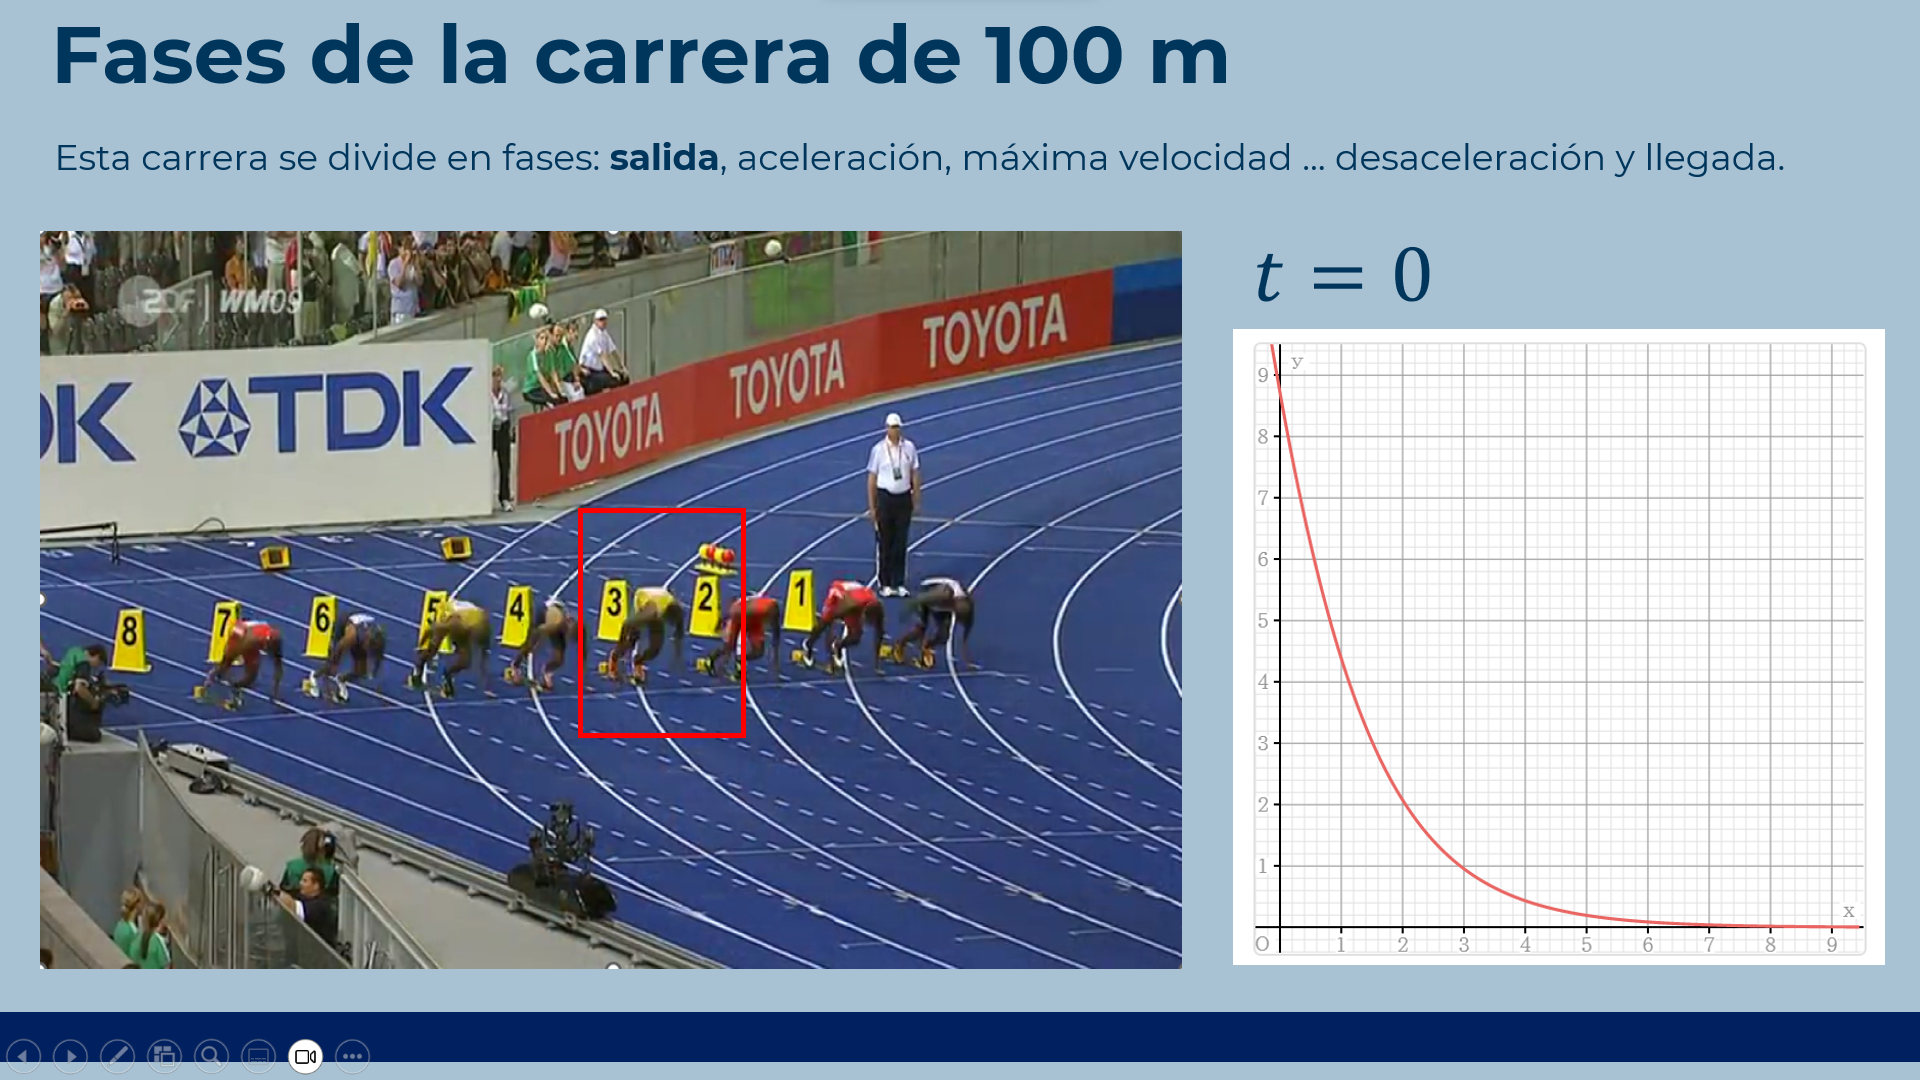 Fases de la carrera de 100 m
Esta carrera se divide en fases: salida, aceleración, máxima velocidad ... desaceleración y llegada.
ZDF | WM09
TOYOTA
TOYOTA
TOYOTA
DK TDK
8 7 6 5 4 3 2 1
t = 0
y
9
8
7
6
5
4
3
2
1
x
O 1 2 3 4 5 6 7 8 9